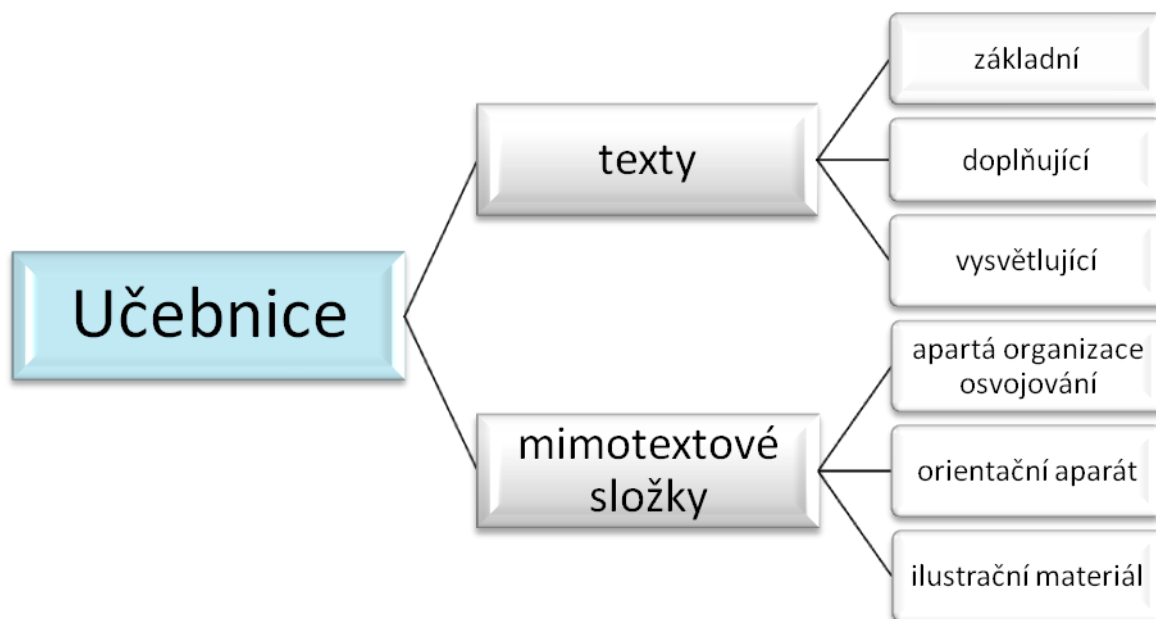 Učebnice
texty
základní
doplňující
vysvětlující
mimotextové
složky
apartá organizace
osvojování
orientační aparát
ilustrační materiál